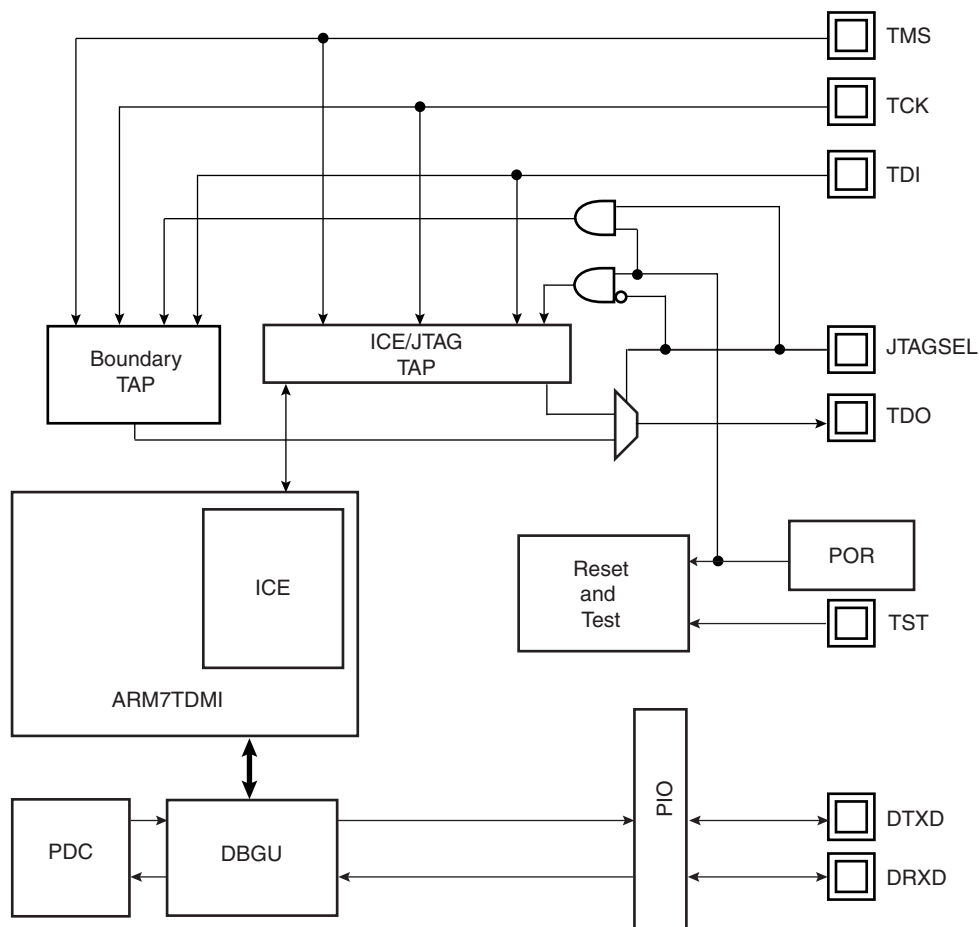 TMS
TCK
TDI
Boundary
TAP
ICE/JTAG
TAP
JTAGSEL
TDO
ICE
ARM7TDMI
Reset
and
Test
POR
TST
PDC
DBGU
PIO
DTXD
DRXD